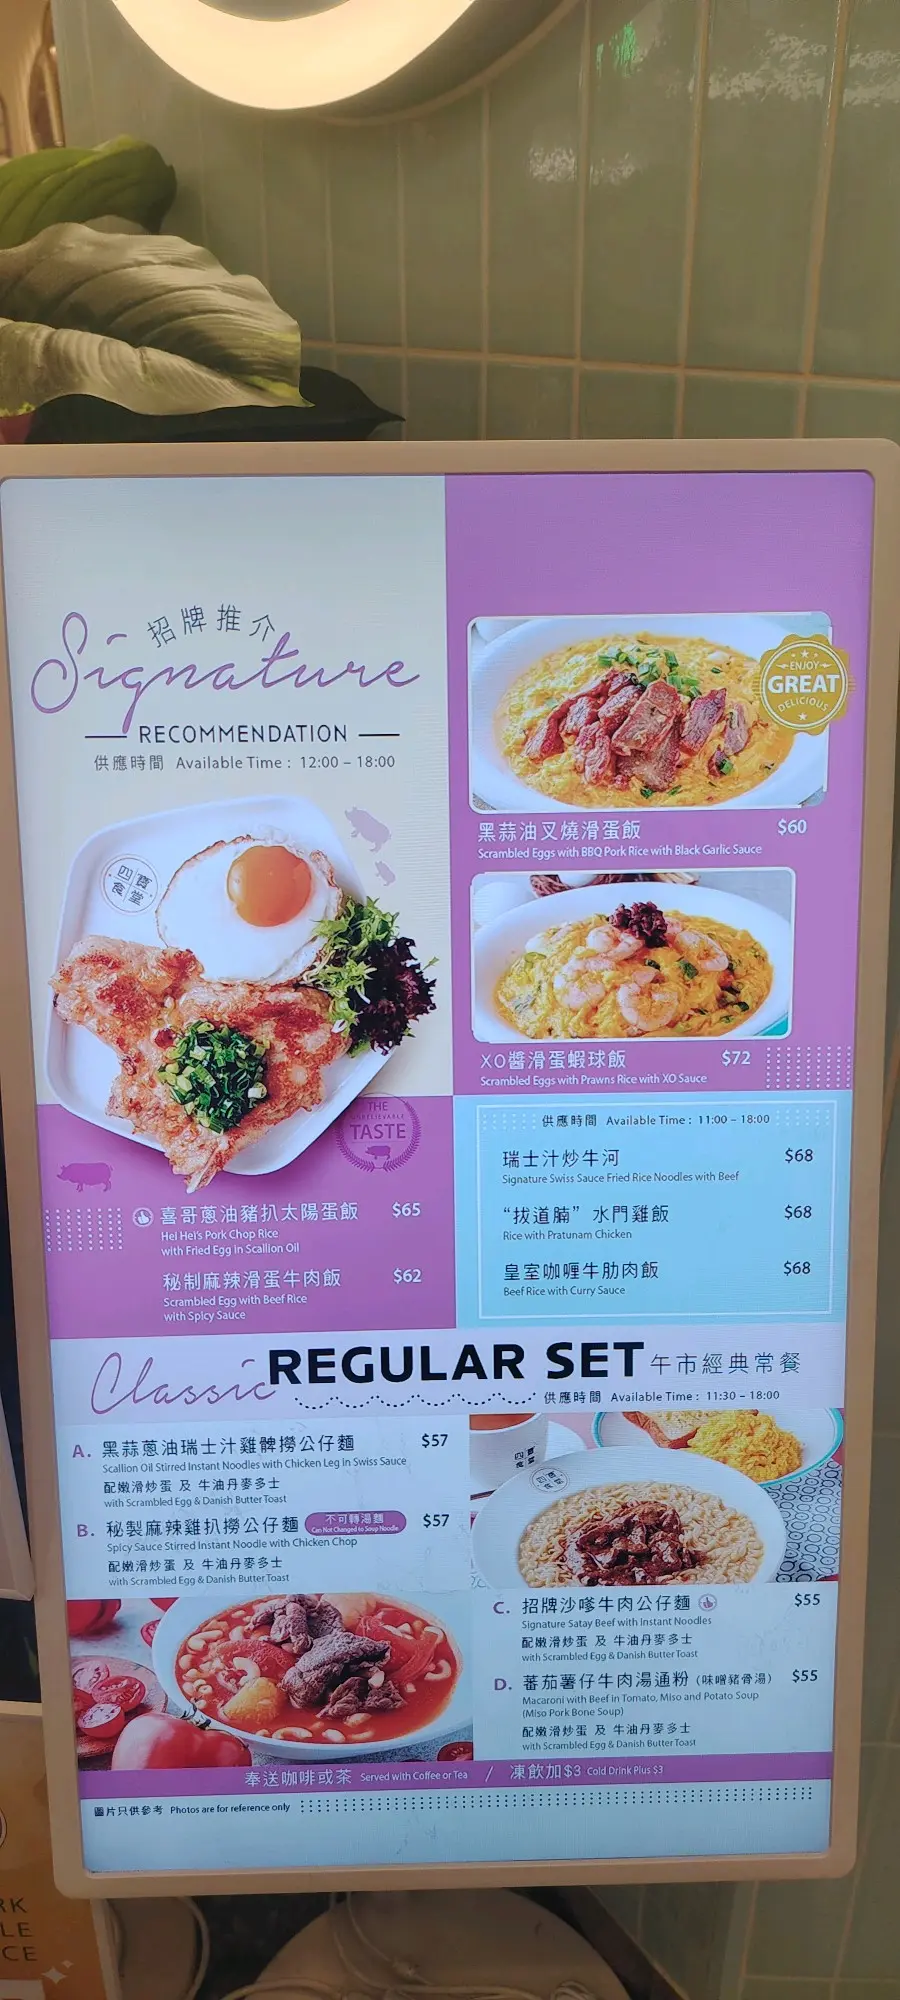 招牌推介
Signature
RECOMMENDATION
供應時間 Available Time : 12:00 – 18:00
四寶
食堂
THE
UNBELIEVABLE
TASTE
喜哥蔥油豬扒太陽蛋飯 $65
Hei Hei's Pork Chop Rice
with Fried Egg in Scallion Oil
秘制麻辣滑蛋牛肉飯 $62
Scrambled Egg with Beef Rice
with Spicy Sauce
ENJOY
GREAT
DELICIOUS
黑蒜油叉燒滑蛋飯 $60
Scrambled Eggs with BBQ Pork Rice with Black Garlic Sauce
XO醬滑蛋蝦球飯 $72
Scrambled Eggs with Prawns Rice with XO Sauce
供應時間 Available Time : 11:00 – 18:00
瑞士汁炒牛河 $68
Signature Swiss Sauce Fried Rice Noodles with Beef
“拔道腩”水門雞飯 $68
Rice with Pratunam Chicken
皇室咖喱牛肋肉飯 $68
Beef Rice with Curry Sauce
Classic REGULAR SET 午市經典常餐
供應時間 Available Time : 11:30 – 18:00
A. 黑蒜蔥油瑞士汁雞髀撈公仔麵 $57
Scallion Oil Stirred Instant Noodles with Chicken Leg in Swiss Sauce
配嫩滑炒蛋 及 牛油丹麥多士
with Scrambled Egg & Danish Butter Toast
B. 秘製麻辣雞扒撈公仔麵 不可轉湯麵 $57
Can Not Changed to Soup Noodle
Spicy Sauce Stirred Instant Noodle with Chicken Chop
配嫩滑炒蛋 及 牛油丹麥多士
with Scrambled Egg & Danish Butter Toast
C. 招牌沙嗲牛肉公仔麵 $55
Signature Satay Beef with Instant Noodles
配嫩滑炒蛋 及 牛油丹麥多士
with Scrambled Egg & Danish Butter Toast
D. 蕃茄薯仔牛肉湯通粉 (味噌豬骨湯) $55
Macaroni with Beef in Tomato, Miso and Potato Soup
(Miso Pork Bone Soup)
配嫩滑炒蛋 及 牛油丹麥多士
with Scrambled Egg & Danish Butter Toast
奉送咖啡或茶 Served with Coffee or Tea / 凍飲加$3 Cold Drink Plus $3
圖片只供參考 Photos are for reference only
RK
LE
CE